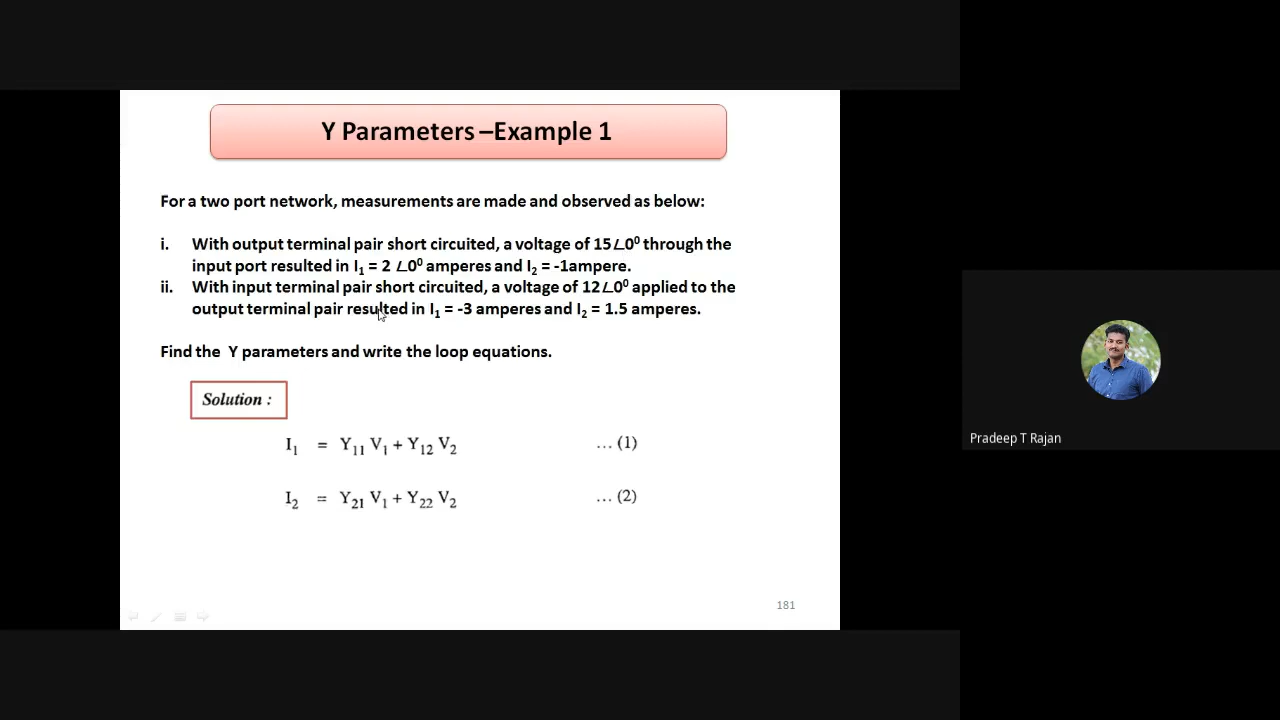 Y Parameters –Example 1
For a two port network, measurements are made and observed as below:
i. With output terminal pair short circuited, a voltage of 15∠0⁰ through the
input port resulted in I₁ = 2 ∠0⁰ amperes and I₂ = -1ampere.
ii. With input terminal pair short circuited, a voltage of 12∠0⁰ applied to the
output terminal pair resulted in I₁ = -3 amperes and I₂ = 1.5 amperes.
Find the Y parameters and write the loop equations.
Solution :
I₁ = Y₁₁ V₁ + Y₁₂ V₂ ... (1)
I₂ = Y₂₁ V₁ + Y₂₂ V₂ ... (2)
181
Pradeep T Rajan